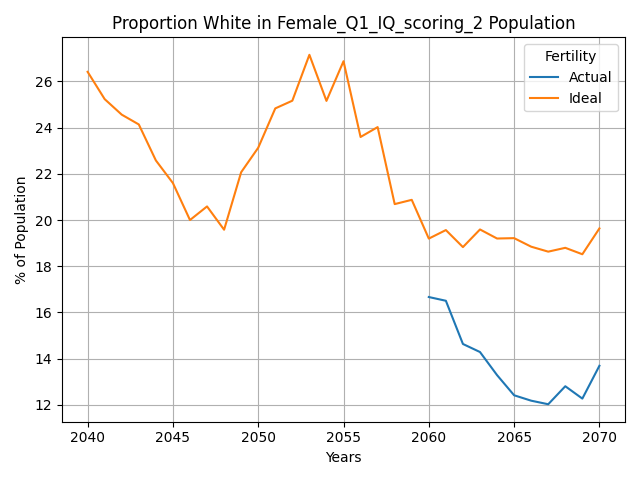 Proportion White in Female_Q1_IQ_scoring_2 Population
Fertility
Actual
Ideal
% of Population
26
24
22
20
18
16
14
12
2040 2045 2050 2055 2060 2065 2070
Years